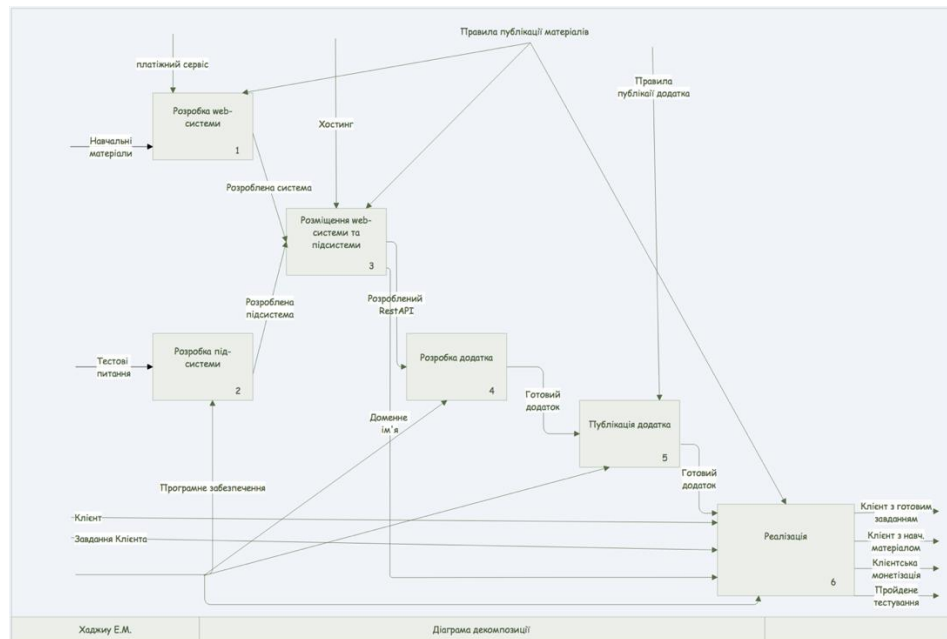 Правила публікації матеріалів
платіжний сервіс
Правила
публікаії додатка
Розробка web-
системи
1
Хостинг
Навчальні
матеріали
Розроблена система
Розміщення web-
системи та
підсистеми
3
Розроблений
RestAPI
Розроблена
підсистема
Розробка під-
системи
2
Тестові
питання
Розробка додатка
4
Готовий
додаток
Доменне
ім'я
Публікація додатка
5
Готовий
додаток
Програмне забезпечення
Клієнт
Завдання Клієнта
Реалізація
6
Клієнт з готовим
завданням
Клієнт з навч.
матеріалом
Клієнтська
монетізація
Пройдене
тестування
Хаджиу Е.М.
Діаграма декомпозиції